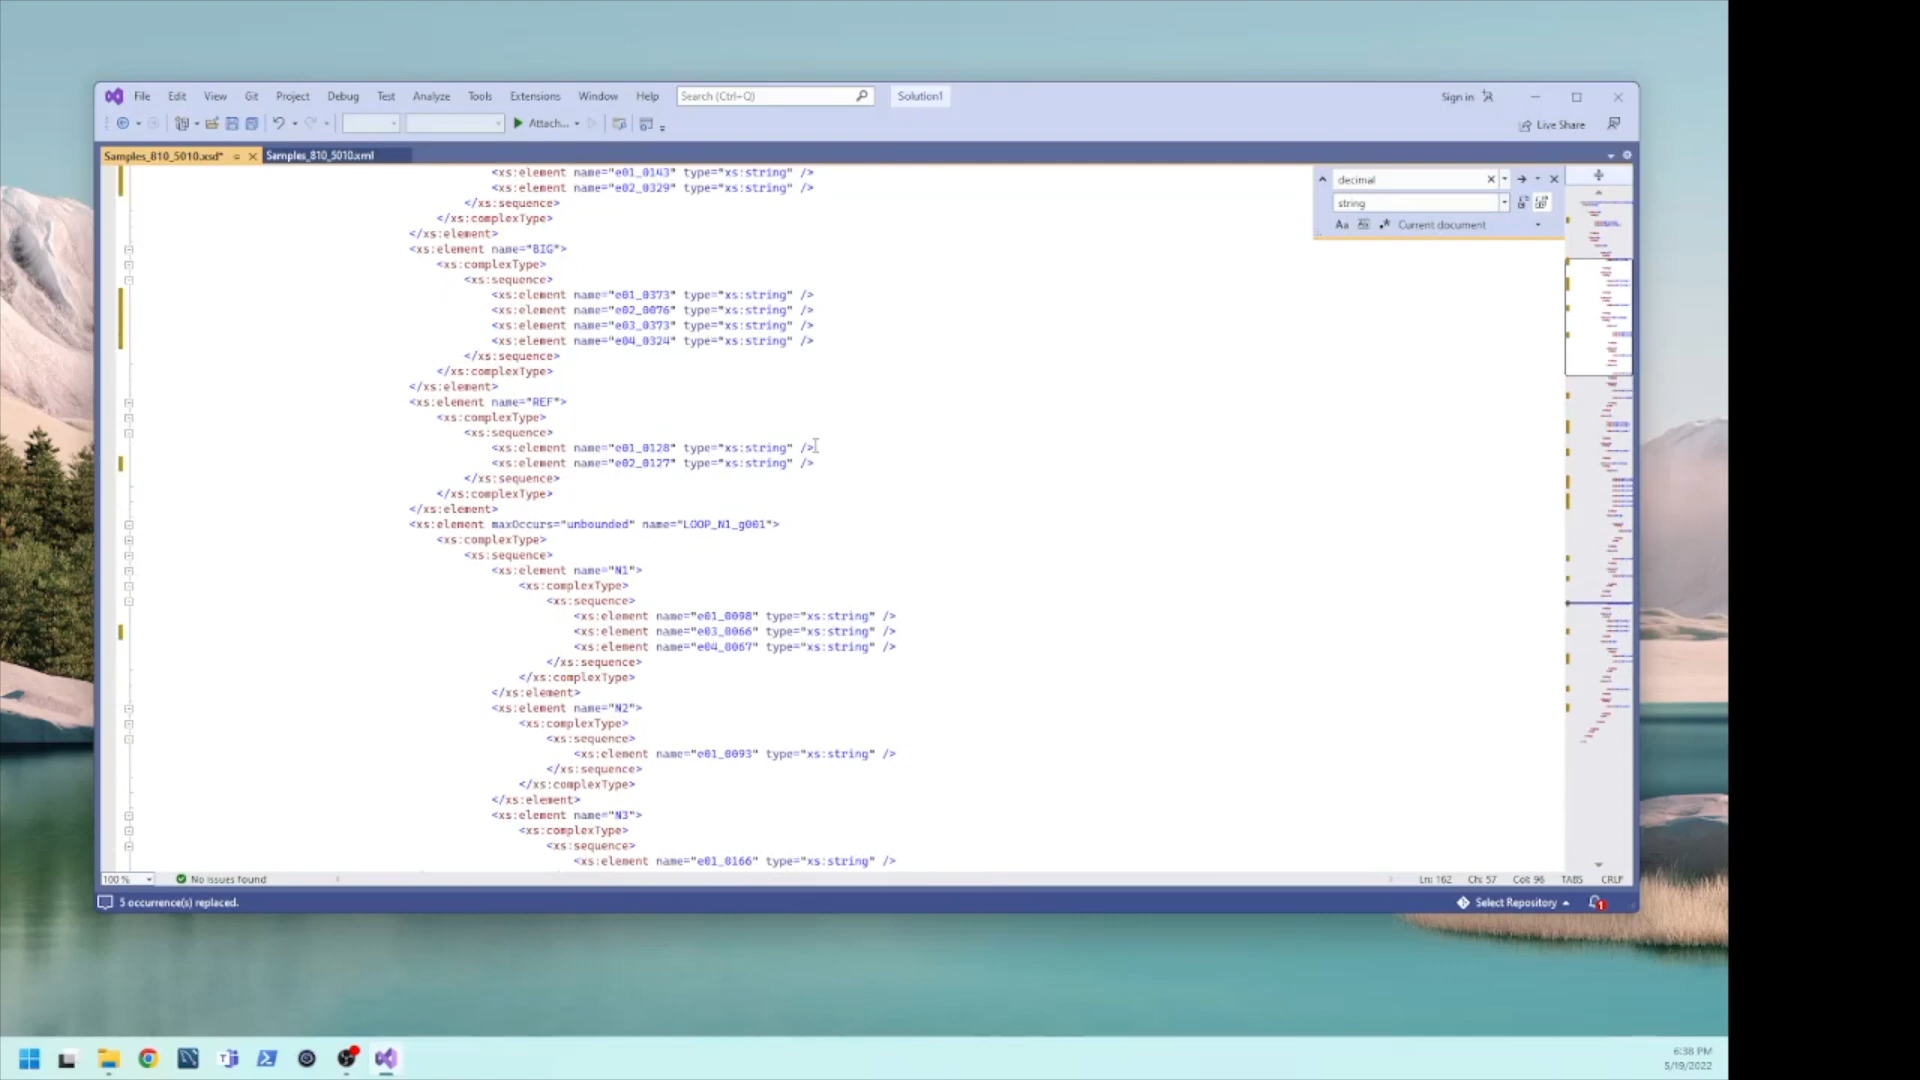 File Edit View Git Project Debug Test Analyze Tools Extensions Window Help Search (Ctrl+Q) Solution1 Sign in
Attach... Live Share
Samples_810_5010.xsd* Samples_810_5010.xml
<xs:element name="e01_0143" type="xs:string" />
<xs:element name="e02_0329" type="xs:string" />
</xs:sequence>
</xs:complexType>
</xs:element>
<xs:element name="BIG">
<xs:complexType>
<xs:sequence>
<xs:element name="e01_0373" type="xs:string" />
<xs:element name="e02_0076" type="xs:string" />
<xs:element name="e03_0373" type="xs:string" />
<xs:element name="e04_0324" type="xs:string" />
</xs:sequence>
</xs:complexType>
</xs:element>
<xs:element name="REF">
<xs:complexType>
<xs:sequence>
<xs:element name="e01_0128" type="xs:string" />
<xs:element name="e02_0127" type="xs:string" />
</xs:sequence>
</xs:complexType>
</xs:element>
<xs:element maxOccurs="unbounded" name="LOOP_N1_g001">
<xs:complexType>
<xs:sequence>
<xs:element name="N1">
<xs:complexType>
<xs:sequence>
<xs:element name="e01_0098" type="xs:string" />
<xs:element name="e03_0066" type="xs:string" />
<xs:element name="e04_0067" type="xs:string" />
</xs:sequence>
</xs:complexType>
</xs:element>
<xs:element name="N2">
<xs:complexType>
<xs:sequence>
<xs:element name="e01_0093" type="xs:string" />
</xs:sequence>
</xs:complexType>
</xs:element>
<xs:element name="N3">
<xs:complexType>
<xs:sequence>
<xs:element name="e01_0166" type="xs:string" />
decimal
string
Aa Current document
100 % No issues found Ln: 162 Ch: 57 Col: 96 TABS CRLF
5 occurrence(s) replaced. Select Repository 1
6:38 PM
5/19/2022